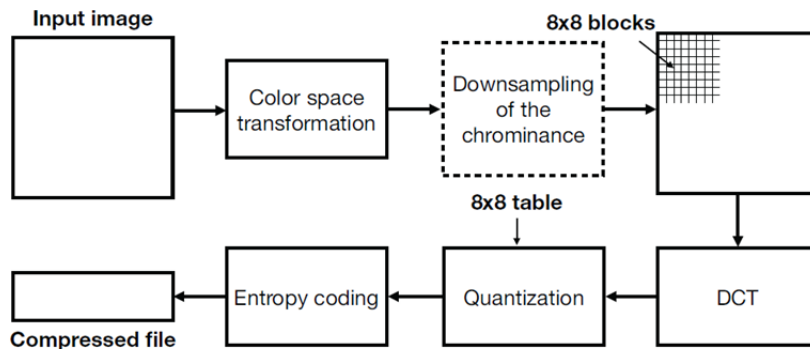 Input image
8x8 blocks
Color space
transformation
Downsampling
of the
chrominance
8x8 table
Entropy coding
Quantization
DCT
Compressed file